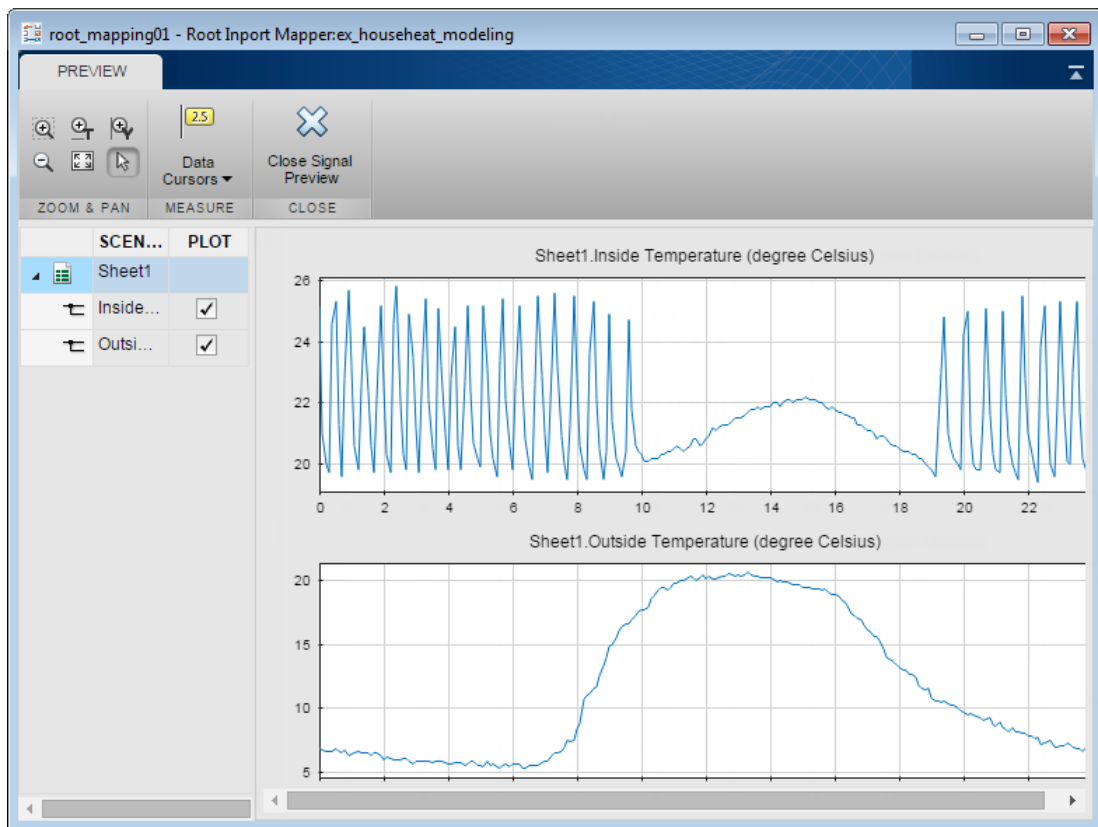 root_mapping01 - Root Inport Mapper:ex_househeat_modeling
PREVIEW
2.5
Data Cursors
Close Signal Preview
ZOOM & PAN
MEASURE
CLOSE
SCEN... PLOT
Sheet1
Inside...
Outsi...
Sheet1.Inside Temperature (degree Celsius)
26
24
22
20
0 2 4 6 8 10 12 14 16 18 20 22
Sheet1.Outside Temperature (degree Celsius)
20
15
10
5